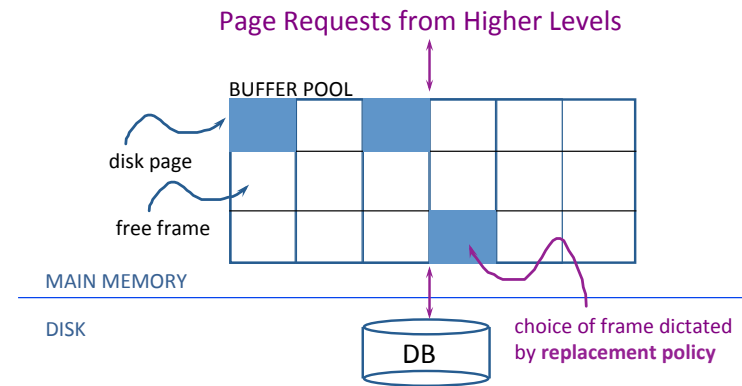 Page Requests from Higher Levels
BUFFER POOL
disk page
free frame
MAIN MEMORY
DISK
DB
choice of frame dictated
by replacement policy